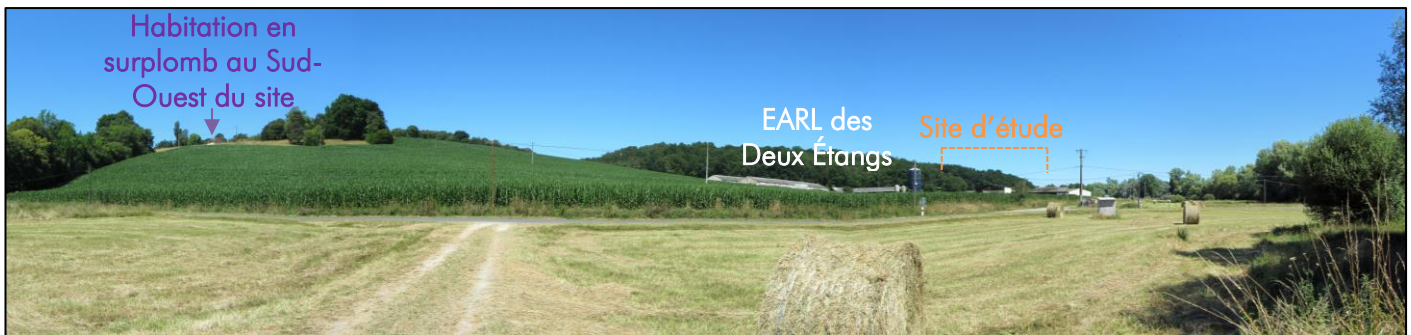 Habitation en
surplomb au Sud-
Ouest du site
EARL des
Deux Étangs
Site d'étude